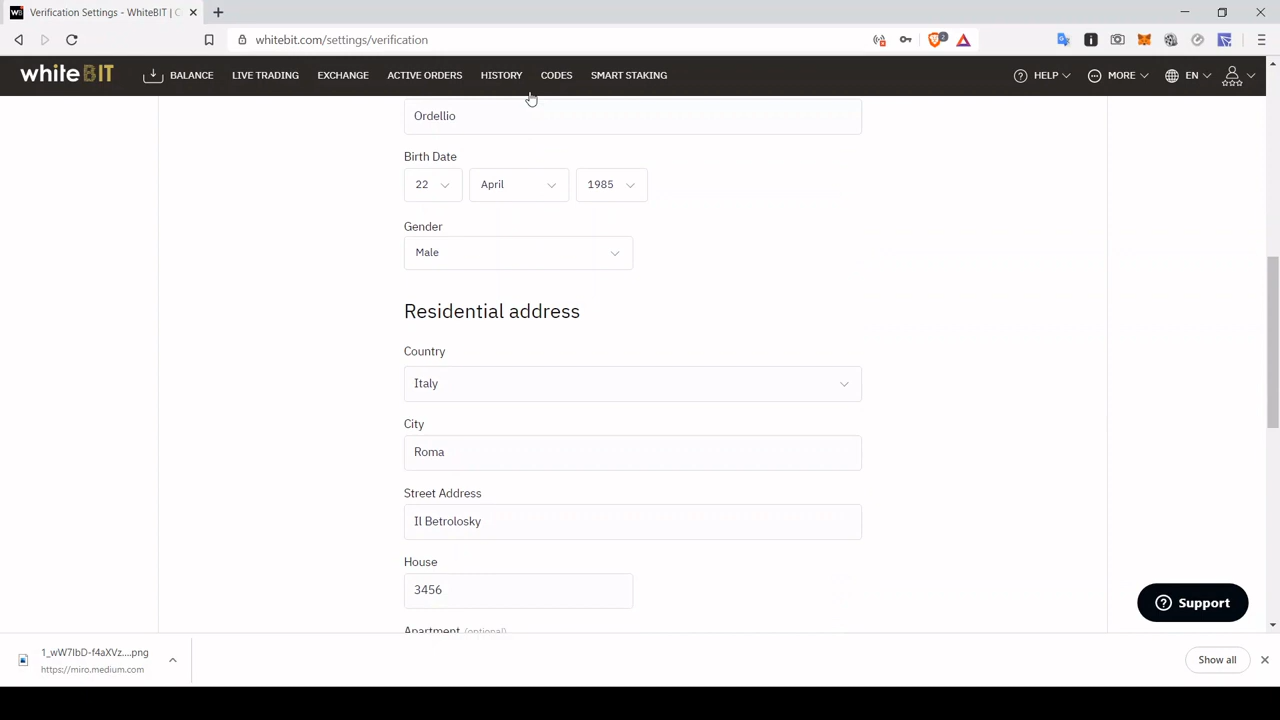 Verification Settings - WhiteBIT | C
whitebit.com/settings/verification
2
whiteBIT BALANCE LIVE TRADING EXCHANGE ACTIVE ORDERS HISTORY CODES SMART STAKING HELP MORE EN
Ordellio
Birth Date
22 April 1985
Gender
Male
Residential address
Country
Italy
City
Roma
Street Address
Il Betrolosky
House
3456
Apartment (optional)
Support
1_wW7IbD-f4aXVz....png
https://miro.medium.com
Show all